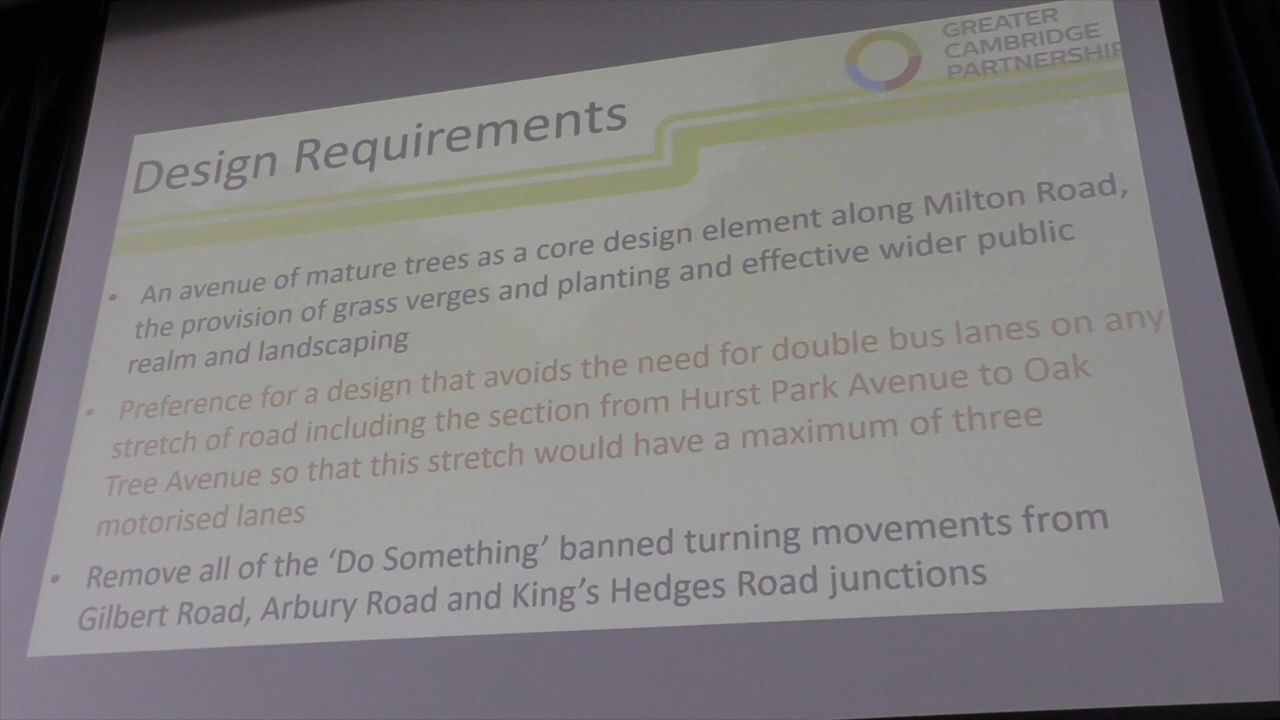 GREATER
CAMBRIDGE
PARTNERSHIP
Design Requirements
• An avenue of mature trees as a core design element along Milton Road,
the provision of grass verges and planting and effective wider public
realm and landscaping
• Preference for a design that avoids the need for double bus lanes on any
stretch of road including the section from Hurst Park Avenue to Oak
Tree Avenue so that this stretch would have a maximum of three
motorised lanes
• Remove all of the ‘Do Something’ banned turning movements from
Gilbert Road, Arbury Road and King’s Hedges Road junctions